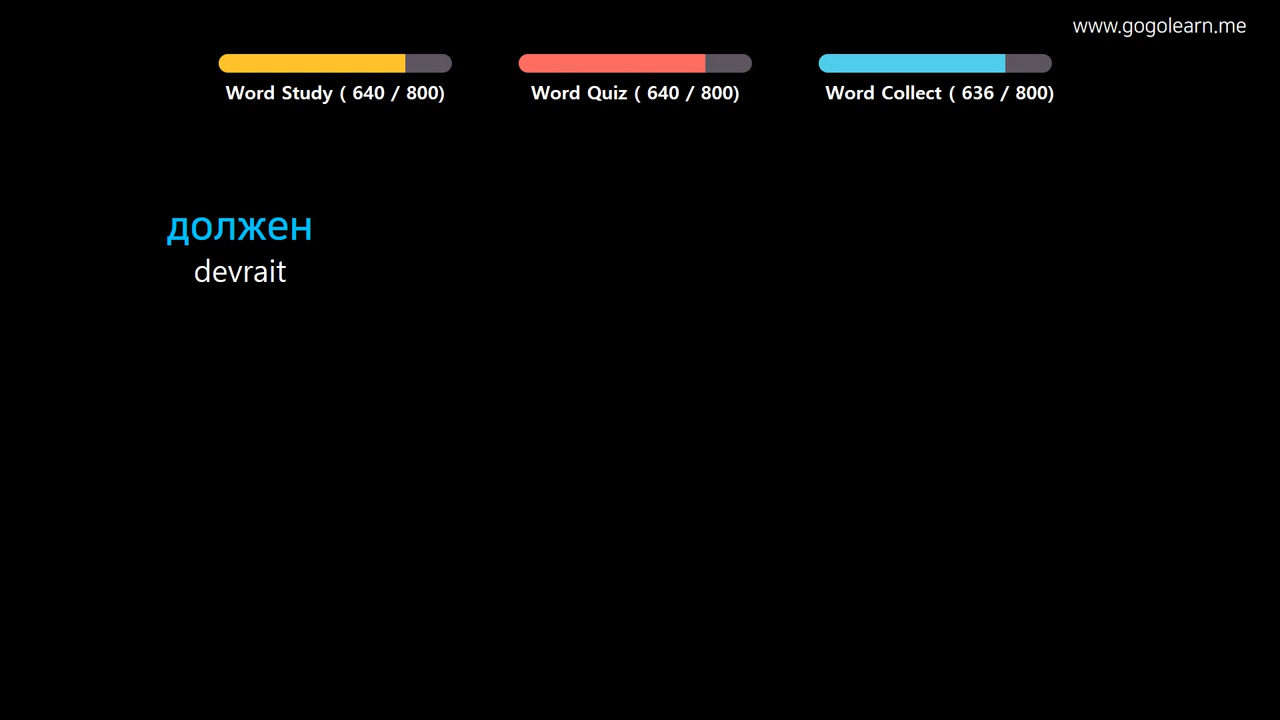 www.gogolearn.me
Word Study ( 640 / 800)
Word Quiz ( 640 / 800)
Word Collect ( 636 / 800)
должен
devrait